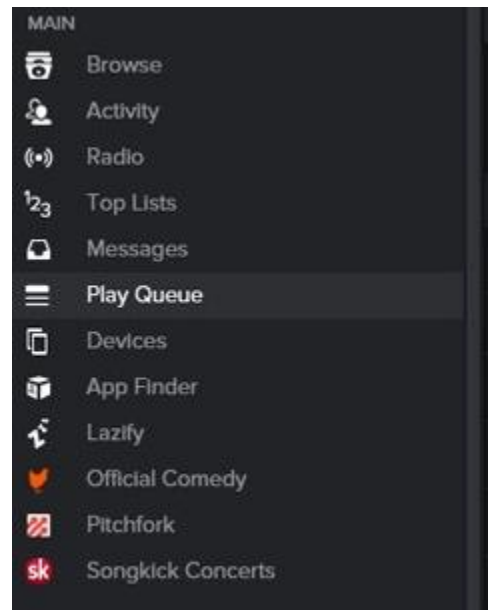 MAIN
Browse
Activity
Radio
123 Top Lists
Messages
Play Queue
Devices
App Finder
Lazify
Official Comedy
Pitchfork
sk Songkick Concerts